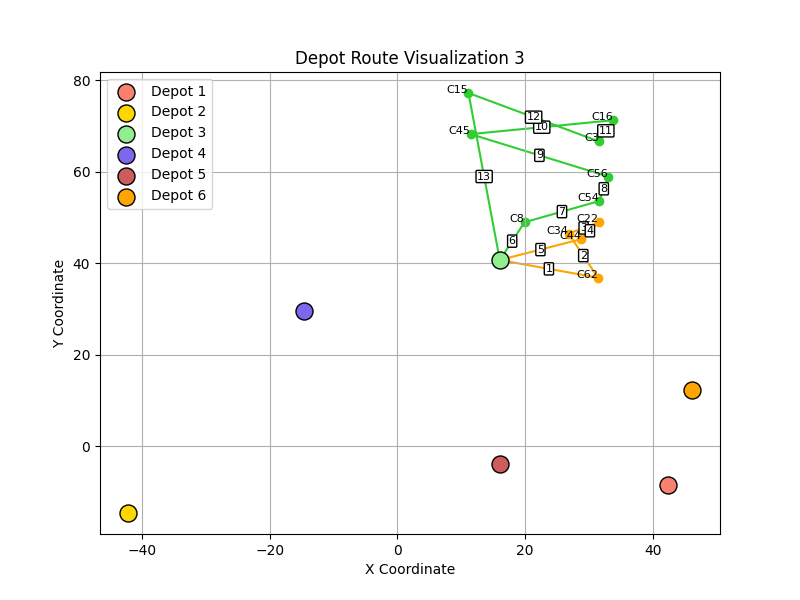 Depot Route Visualization 3
Depot 1
Depot 2
Depot 3
Depot 4
Depot 5
Depot 6
C15
12
C16
C45
10
11
C3
9
13
C56
8
C54
7
C8
C22
C34
3
4
C44
6
5
2
1
C62
80
60
40
20
0
−40
−20
0
20
40
X Coordinate
Y Coordinate